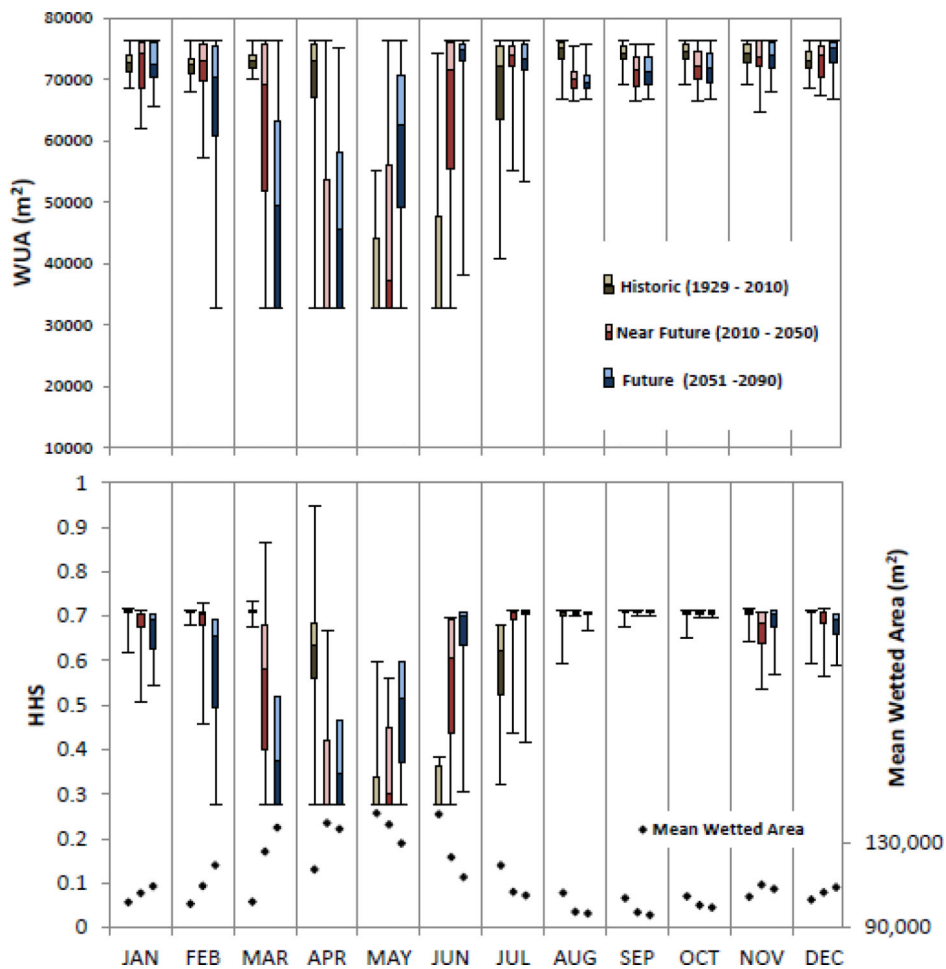 80000
70000
60000
50000
40000
30000
20000
10000
WUA (m²)
Historic (1929 - 2010)
Near Future (2010 - 2050)
Future (2051 -2090)
1
0.9
0.8
0.7
0.6
0.5
0.4
0.3
0.2
0.1
0
HHS
Mean Wetted Area
130,000
90,000
Mean Wetted Area (m²)
JAN FEB MAR APR MAY JUN JUL AUG SEP OCT NOV DEC